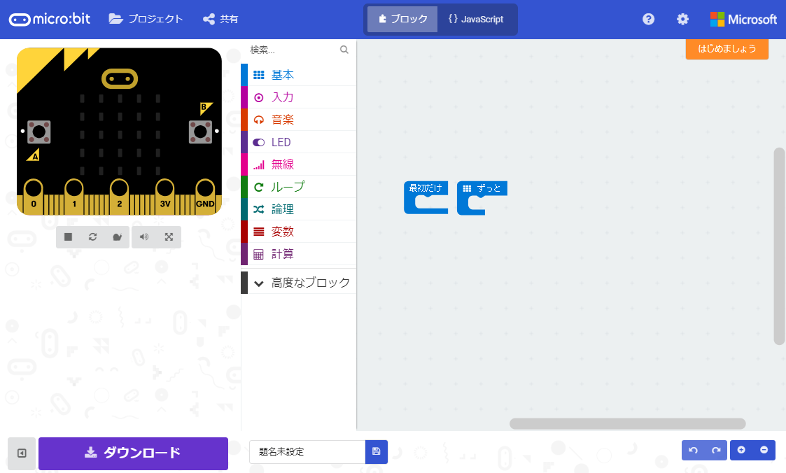 micro:bit
プロジェクト
共有
ブロック
{} JavaScript
Microsoft
はじめましょう
検索...
基本
入力
音楽
LED
無線
ループ
論理
変数
計算
高度なブロック
最初だけ
ずっと
B
A
0 1 2 3V GND
ダウンロード
題名未設定